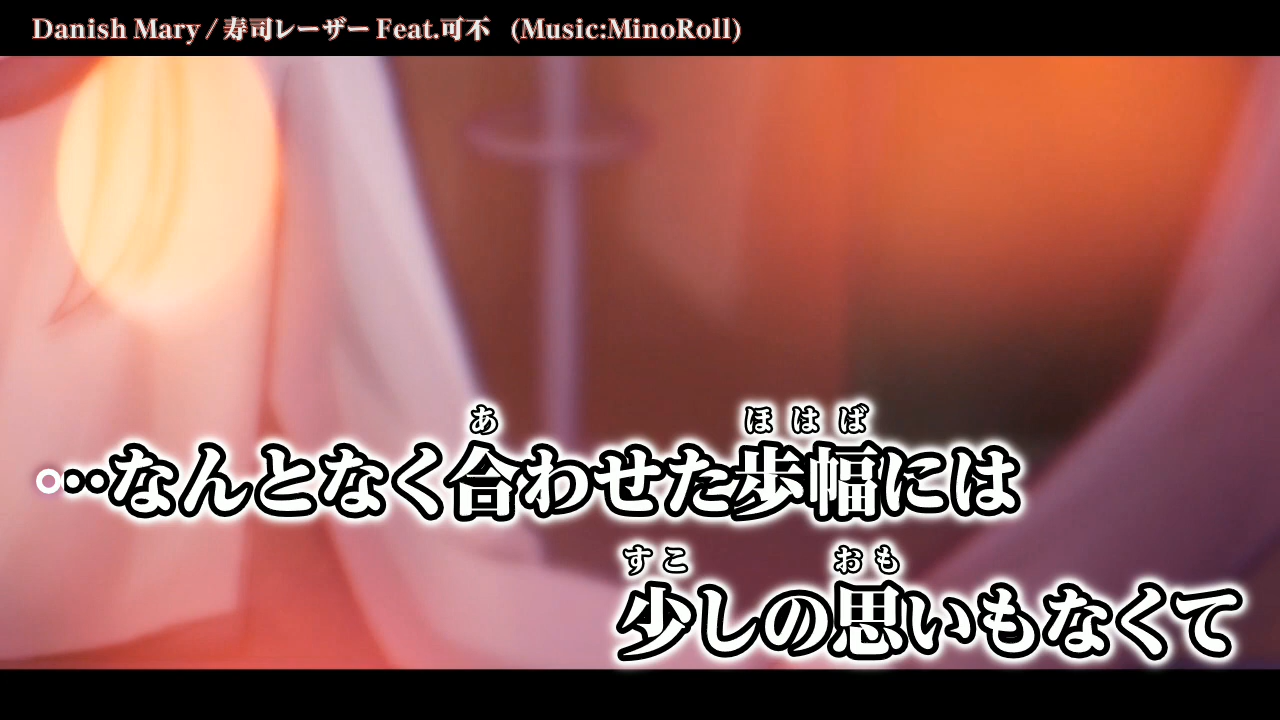 Danish Mary / 寿司レーザー Feat.可不 (Music:MinoRoll)
あ ほはば
…なんとなく合わせた歩幅には
すこ おも
少しの思いもなくて